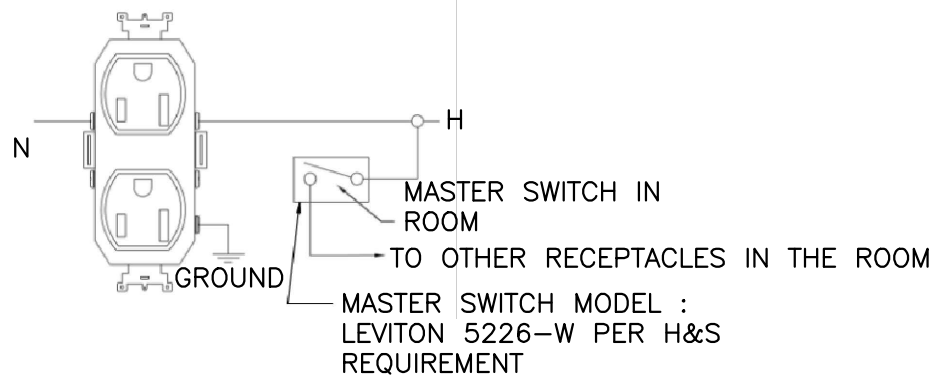 H
N
MASTER SWITCH IN
ROOM
TO OTHER RECEPTACLES IN THE ROOM
GROUND
MASTER SWITCH MODEL :
LEVITON 5226-W PER H&S
REQUIREMENT